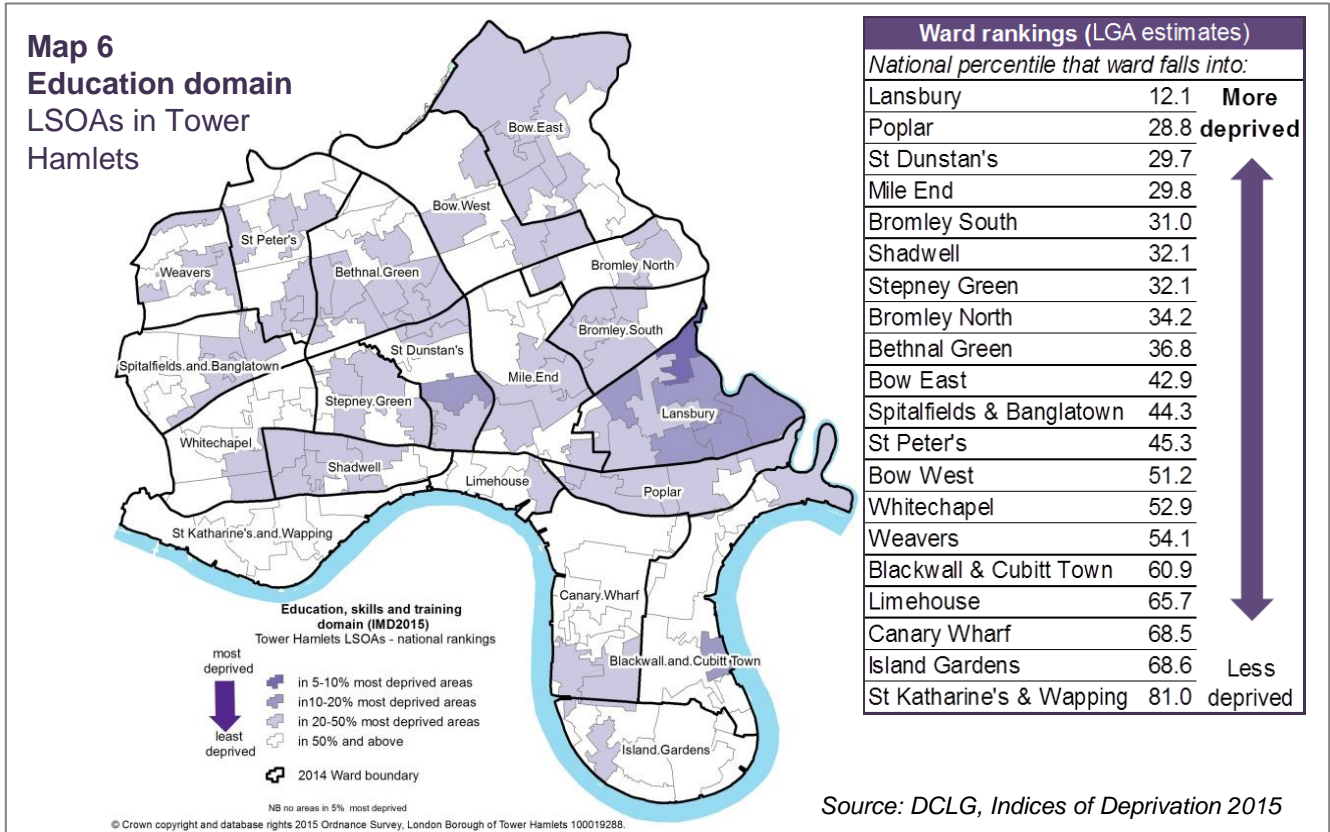 Map 6
Education domain
LSOAs in Tower
Hamlets
Bow.East
Bow.West
St Peter's
Weavers
Bethnal.Green
Bromley North
Bromley.South
St Dunstan's
Spitalfields.and.Banglatown
Mile.End
Stepney.Green
Lansbury
Whitechapel
Shadwell
Limehouse
Poplar
St Katharine's.and.Wapping
Canary.Wharf
Blackwall.and.Cubitt Town
Island.Gardens
Education, skills and training
domain (IMD2015)
Tower Hamlets LSOAs - national rankings
most
deprived
least
deprived
in 5-10% most deprived areas
in10-20% most deprived areas
in 20-50% most deprived areas
in 50% and above
2014 Ward boundary
NB no areas in 5% most deprived
© Crown copyright and database rights 2015 Ordnance Survey, London Borough of Tower Hamlets 100019288.
Ward rankings (LGA estimates)
National percentile that ward falls into:
Lansbury 12.1 More
Poplar 28.8 deprived
St Dunstan's 29.7
Mile End 29.8
Bromley South 31.0
Shadwell 32.1
Stepney Green 32.1
Bromley North 34.2
Bethnal Green 36.8
Bow East 42.9
Spitalfields & Banglatown 44.3
St Peter's 45.3
Bow West 51.2
Whitechapel 52.9
Weavers 54.1
Blackwall & Cubitt Town 60.9
Limehouse 65.7
Canary Wharf 68.5
Island Gardens 68.6 Less
St Katharine's & Wapping 81.0 deprived
Source: DCLG, Indices of Deprivation 2015